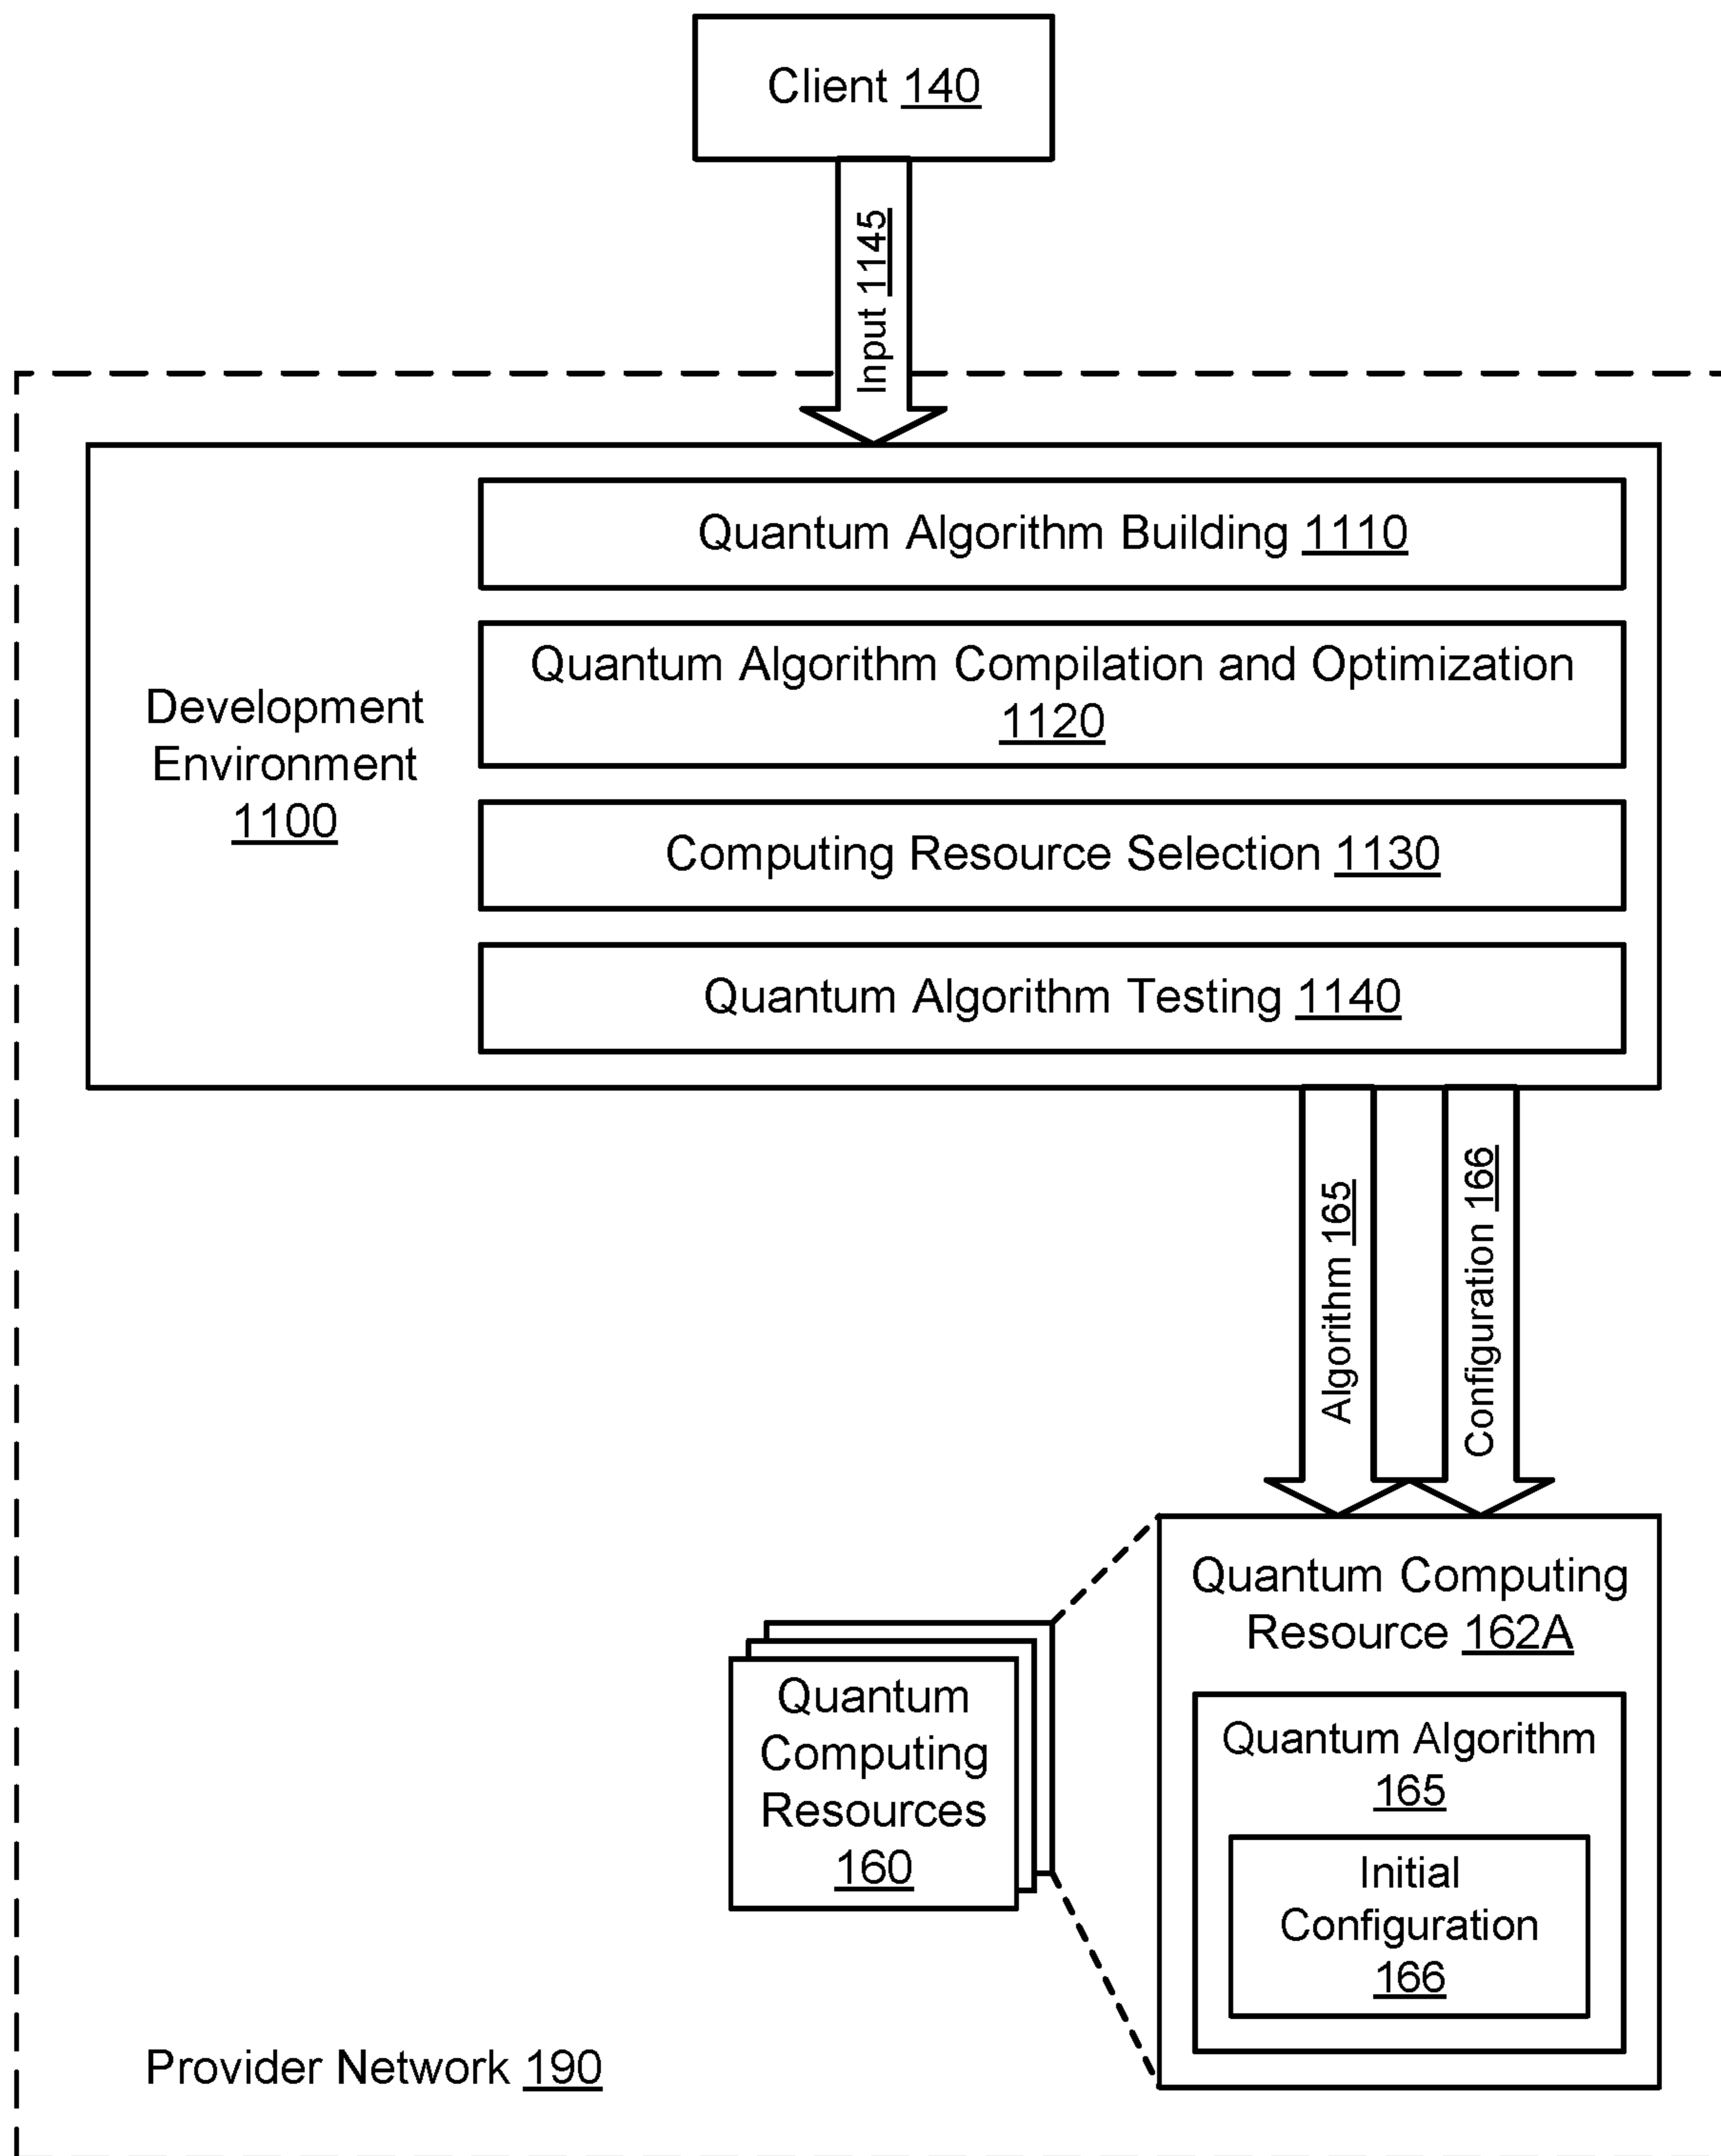 Client 140
Input 1145
Quantum Algorithm Building 1110
Quantum Algorithm Compilation and Optimization
1120
Development
Environment
1100
Computing Resource Selection 1130
Quantum Algorithm Testing 1140
Algorithm 165
Configuration 166
Quantum Computing
Resource 162A
Quantum
Computing
Resources
160
Quantum Algorithm
165
Initial
Configuration
166
Provider Network 190